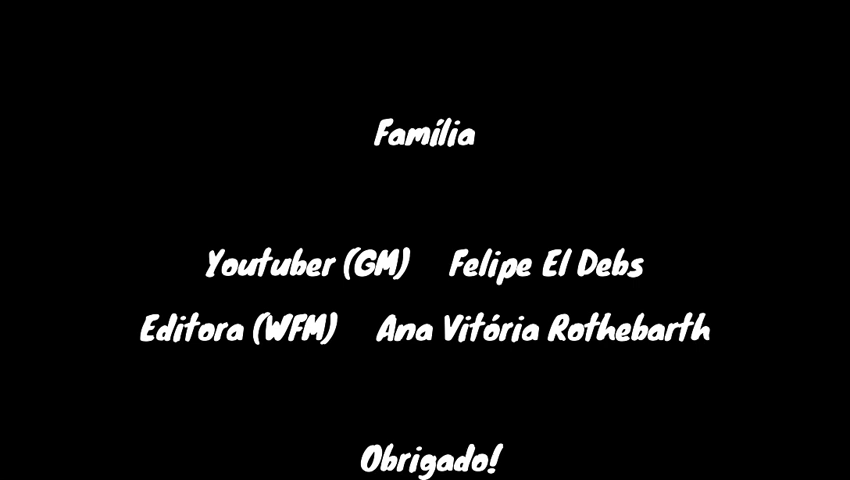 Família
Youtuber (GM) Felipe El Debs
Editora (WFM) Ana Vitória Rothebarth
Obrigado!